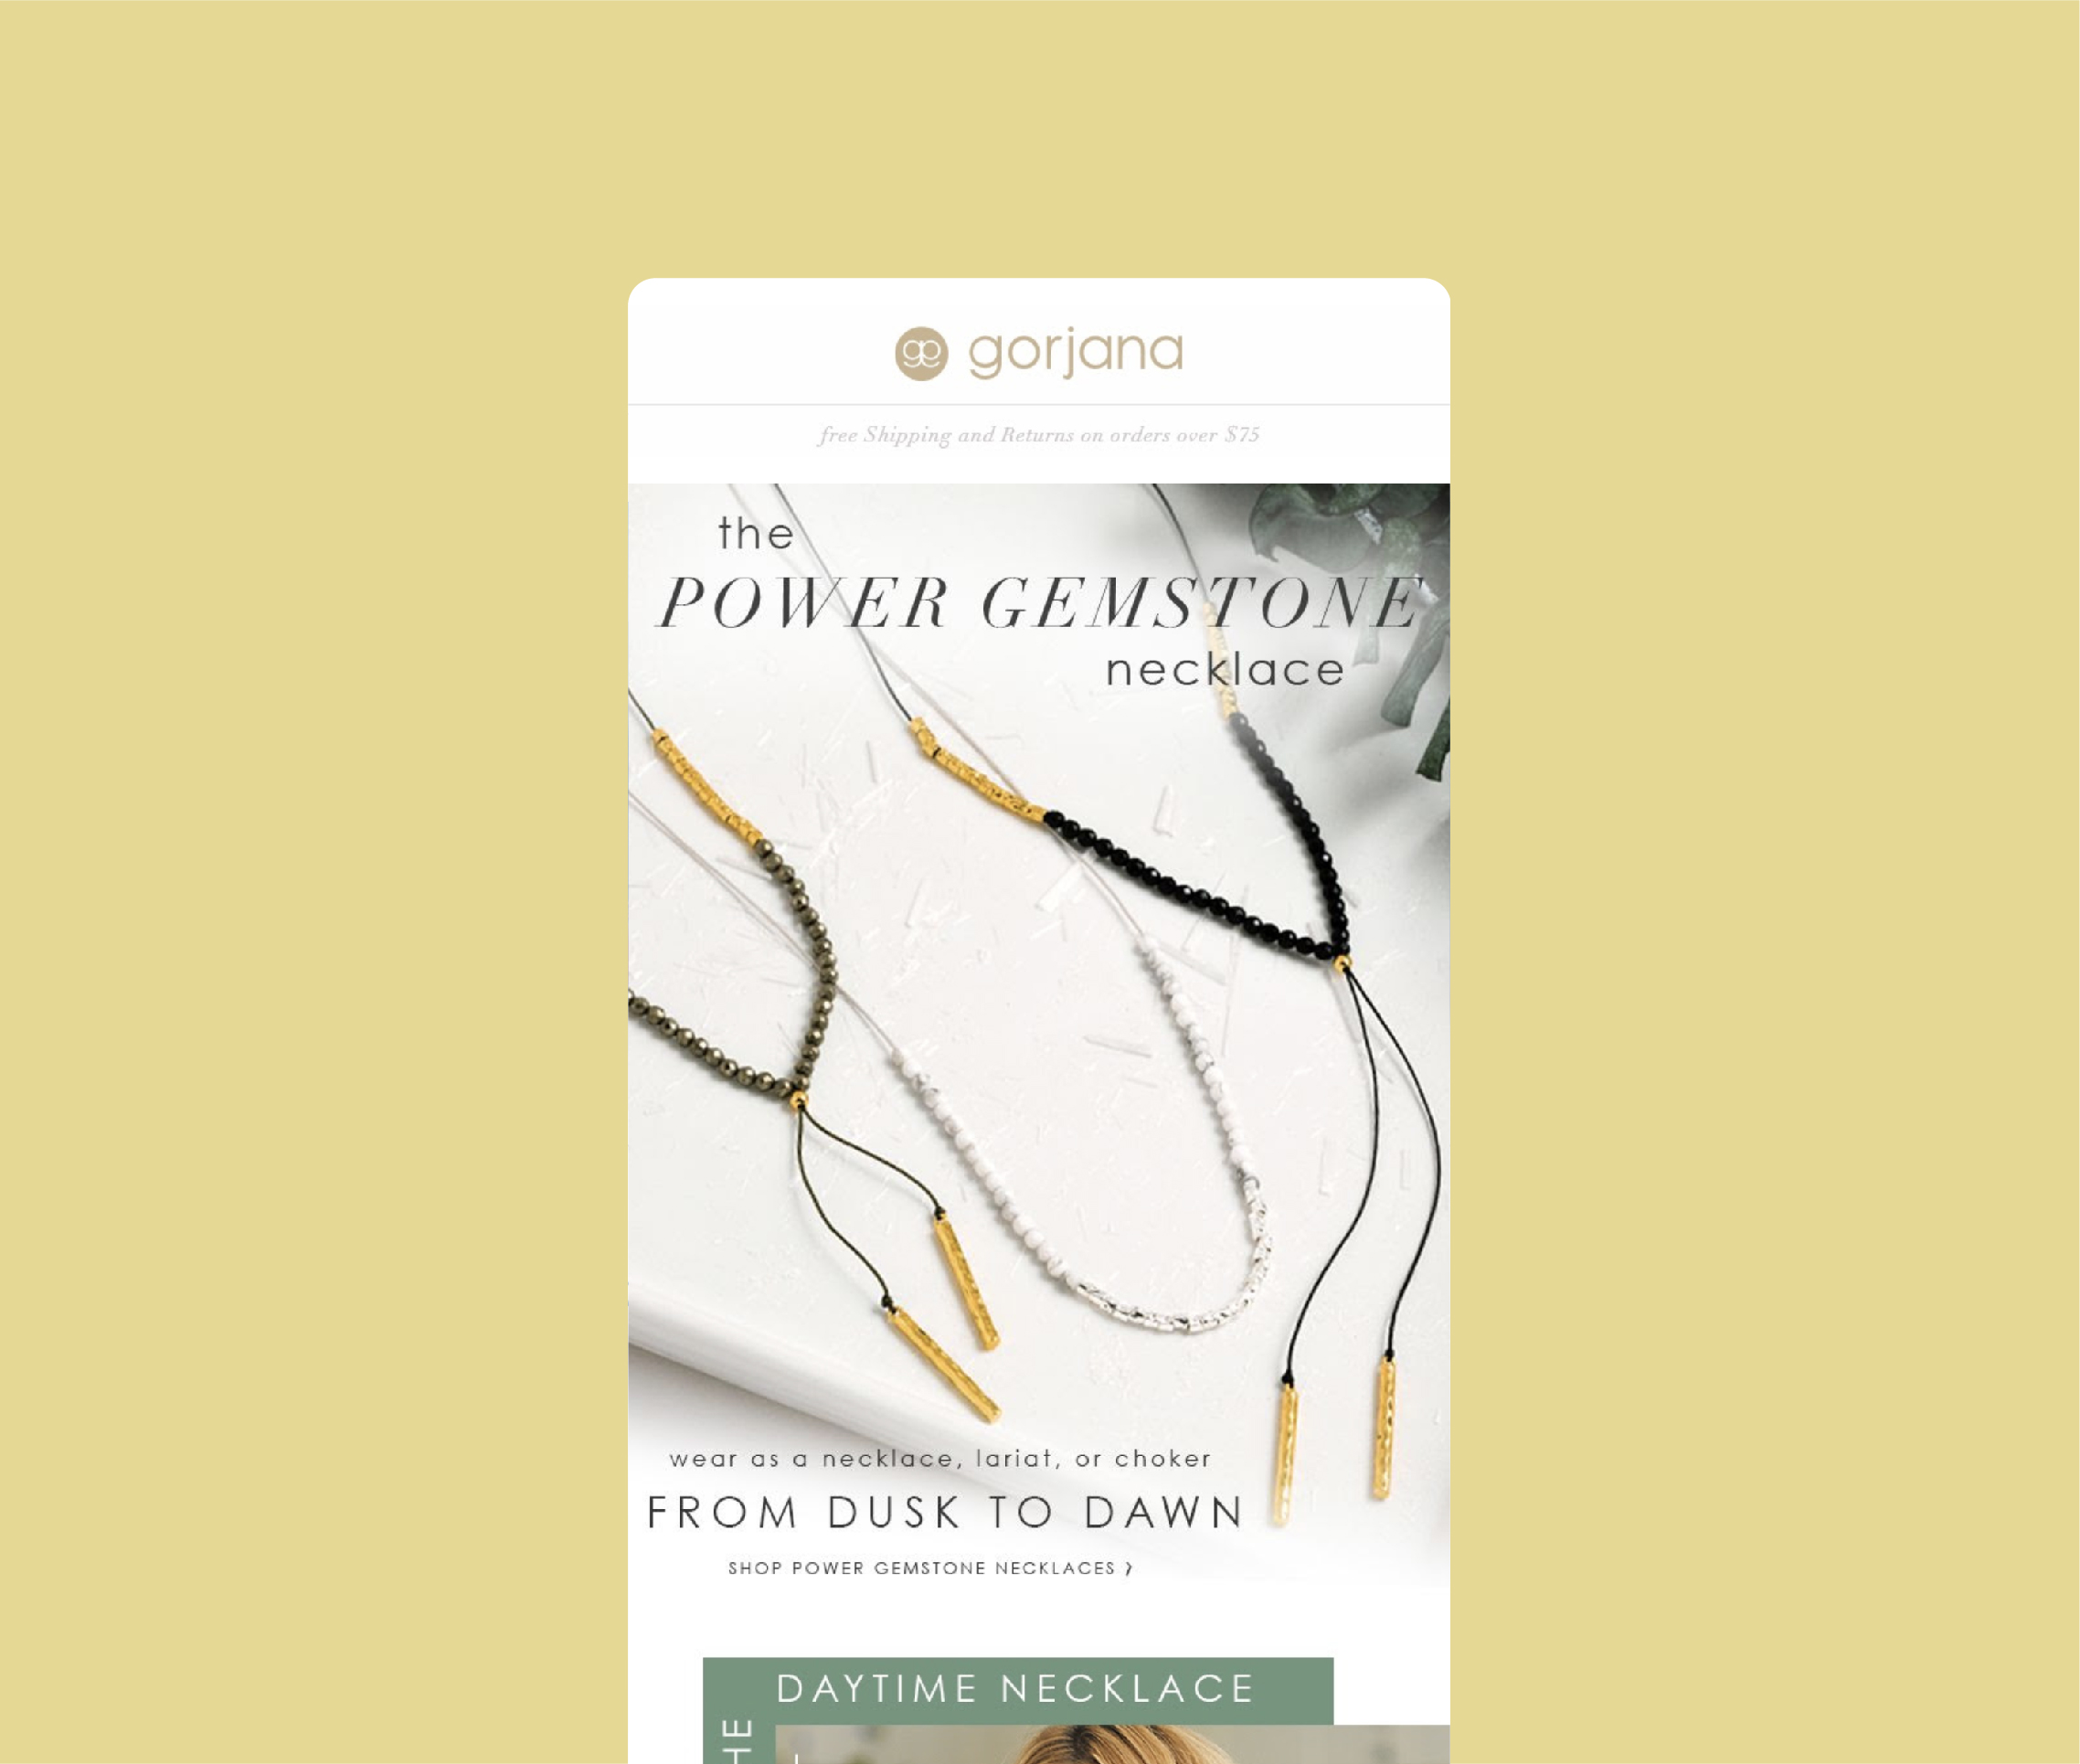 gorjana
free Shipping and Returns on orders over $75
the
POWER GEMSTONE
necklace
wear as a necklace, lariat, or choker
FROM DUSK TO DAWN
SHOP POWER GEMSTONE NECKLACES ⟩
DAYTIME NECKLACE